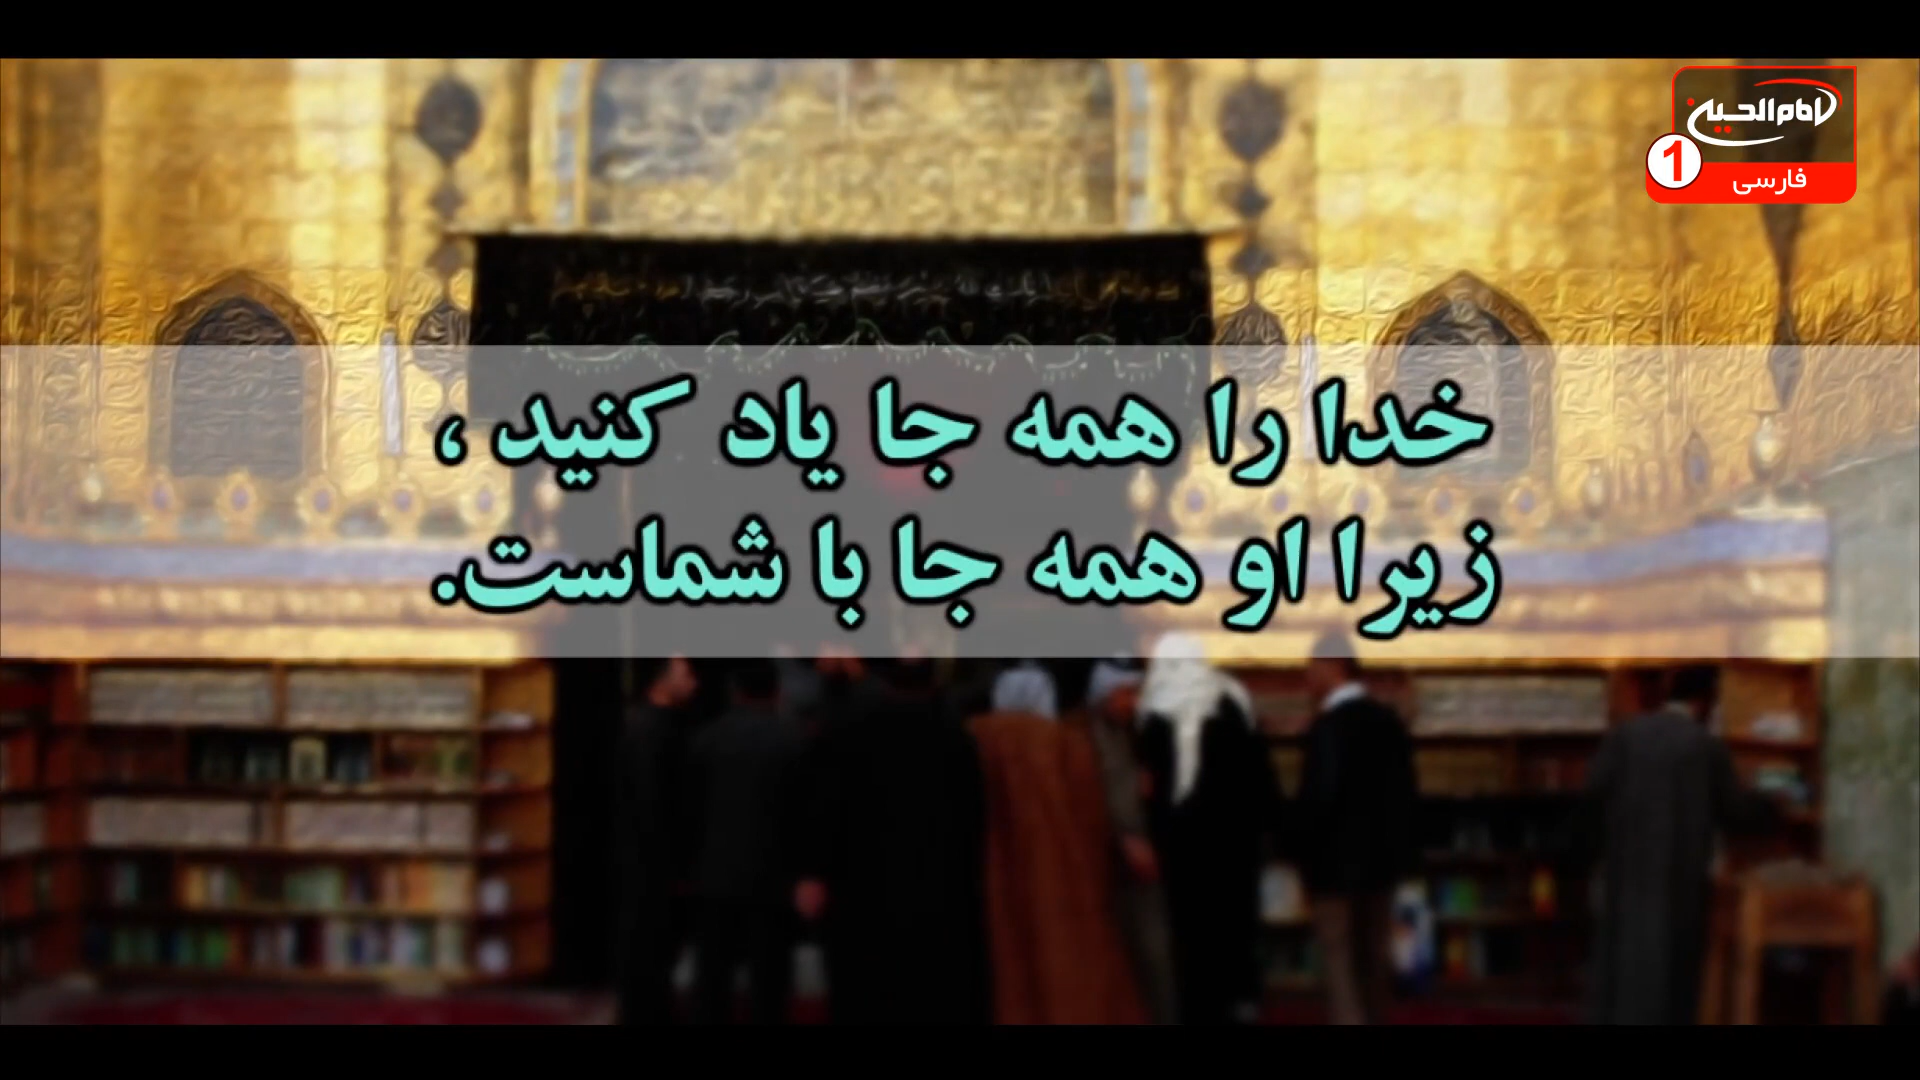 امام الحسین
1
فارسی
خدا را همه جا یاد کنید ،
زیرا او همه جا با شماست.